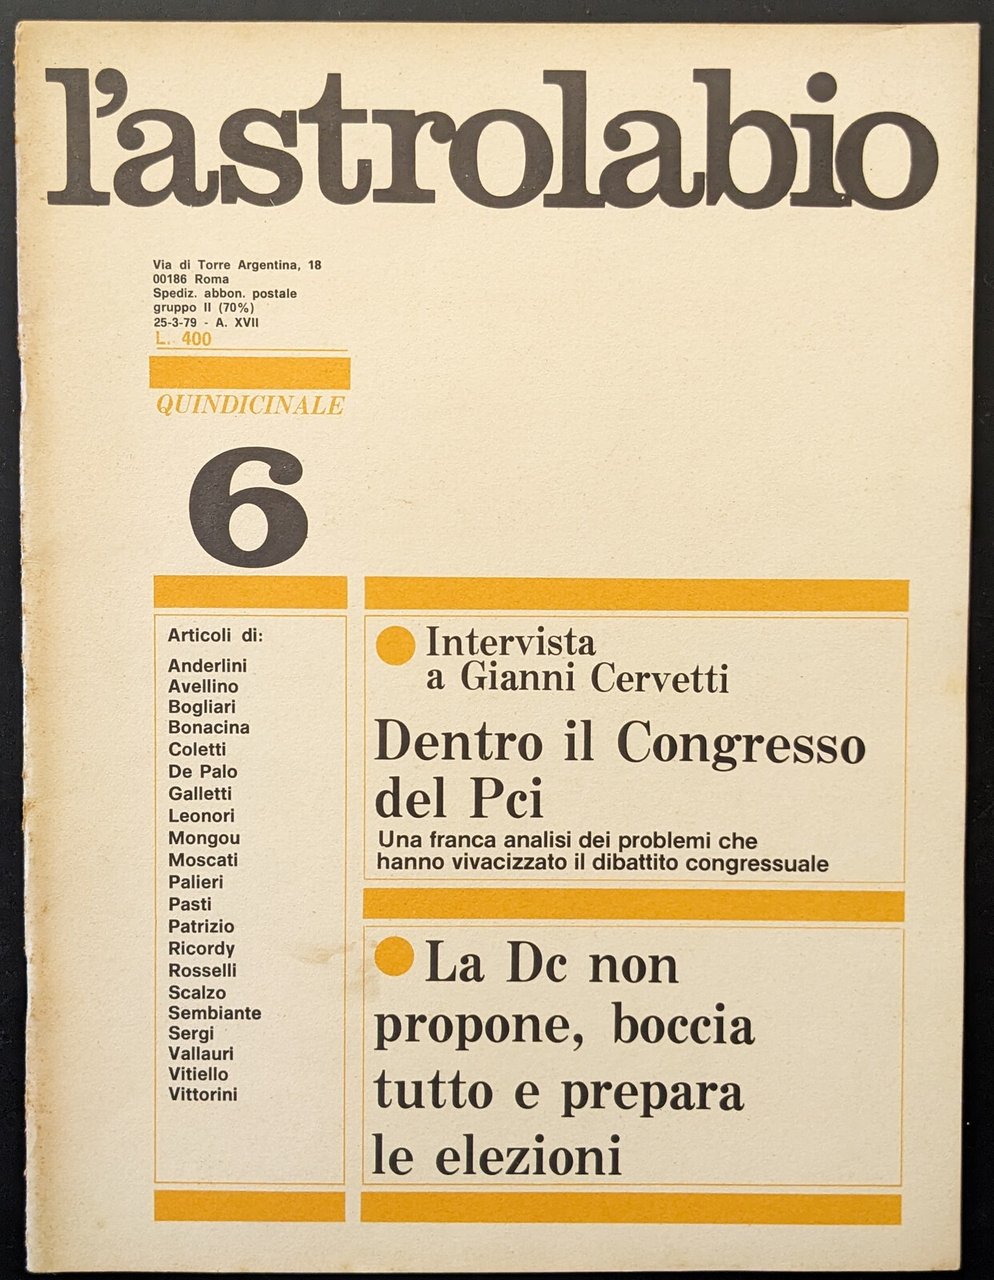 l'astrolabio
Via di Torre Argentina, 18
00186 Roma
Spediz. abbon. postale
gruppo II (70%)
25-3-79 - A. XVII
L. 400
QUINDICINALE
6
Articoli di:
Anderlini
Avellino
Bogliari
Bonacina
Coletti
De Palo
Galletti
Leonori
Mongou
Moscati
Palieri
Pasti
Patrizio
Ricordy
Rosselli
Scalzo
Sembiante
Sergi
Vallauri
Vitiello
Vittorini
Intervista
a Gianni Cervetti
Dentro il Congresso
del Pci
Una franca analisi dei problemi che
hanno vivacizzato il dibattito congressuale
La Dc non
propone, boccia
tutto e prepara
le elezioni